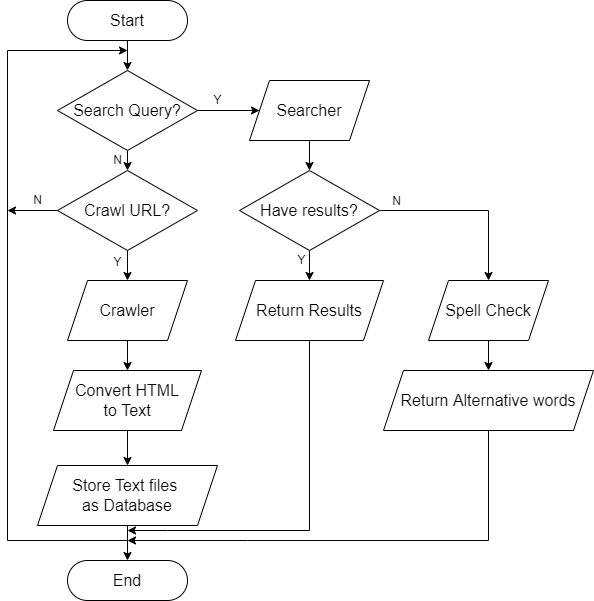 Start
Search Query?
Y
Searcher
N
Crawl URL?
N
Have results?
N
Y
Y
Crawler
Return Results
Spell Check
Convert HTML
to Text
Return Alternative words
Store Text files
as Database
End